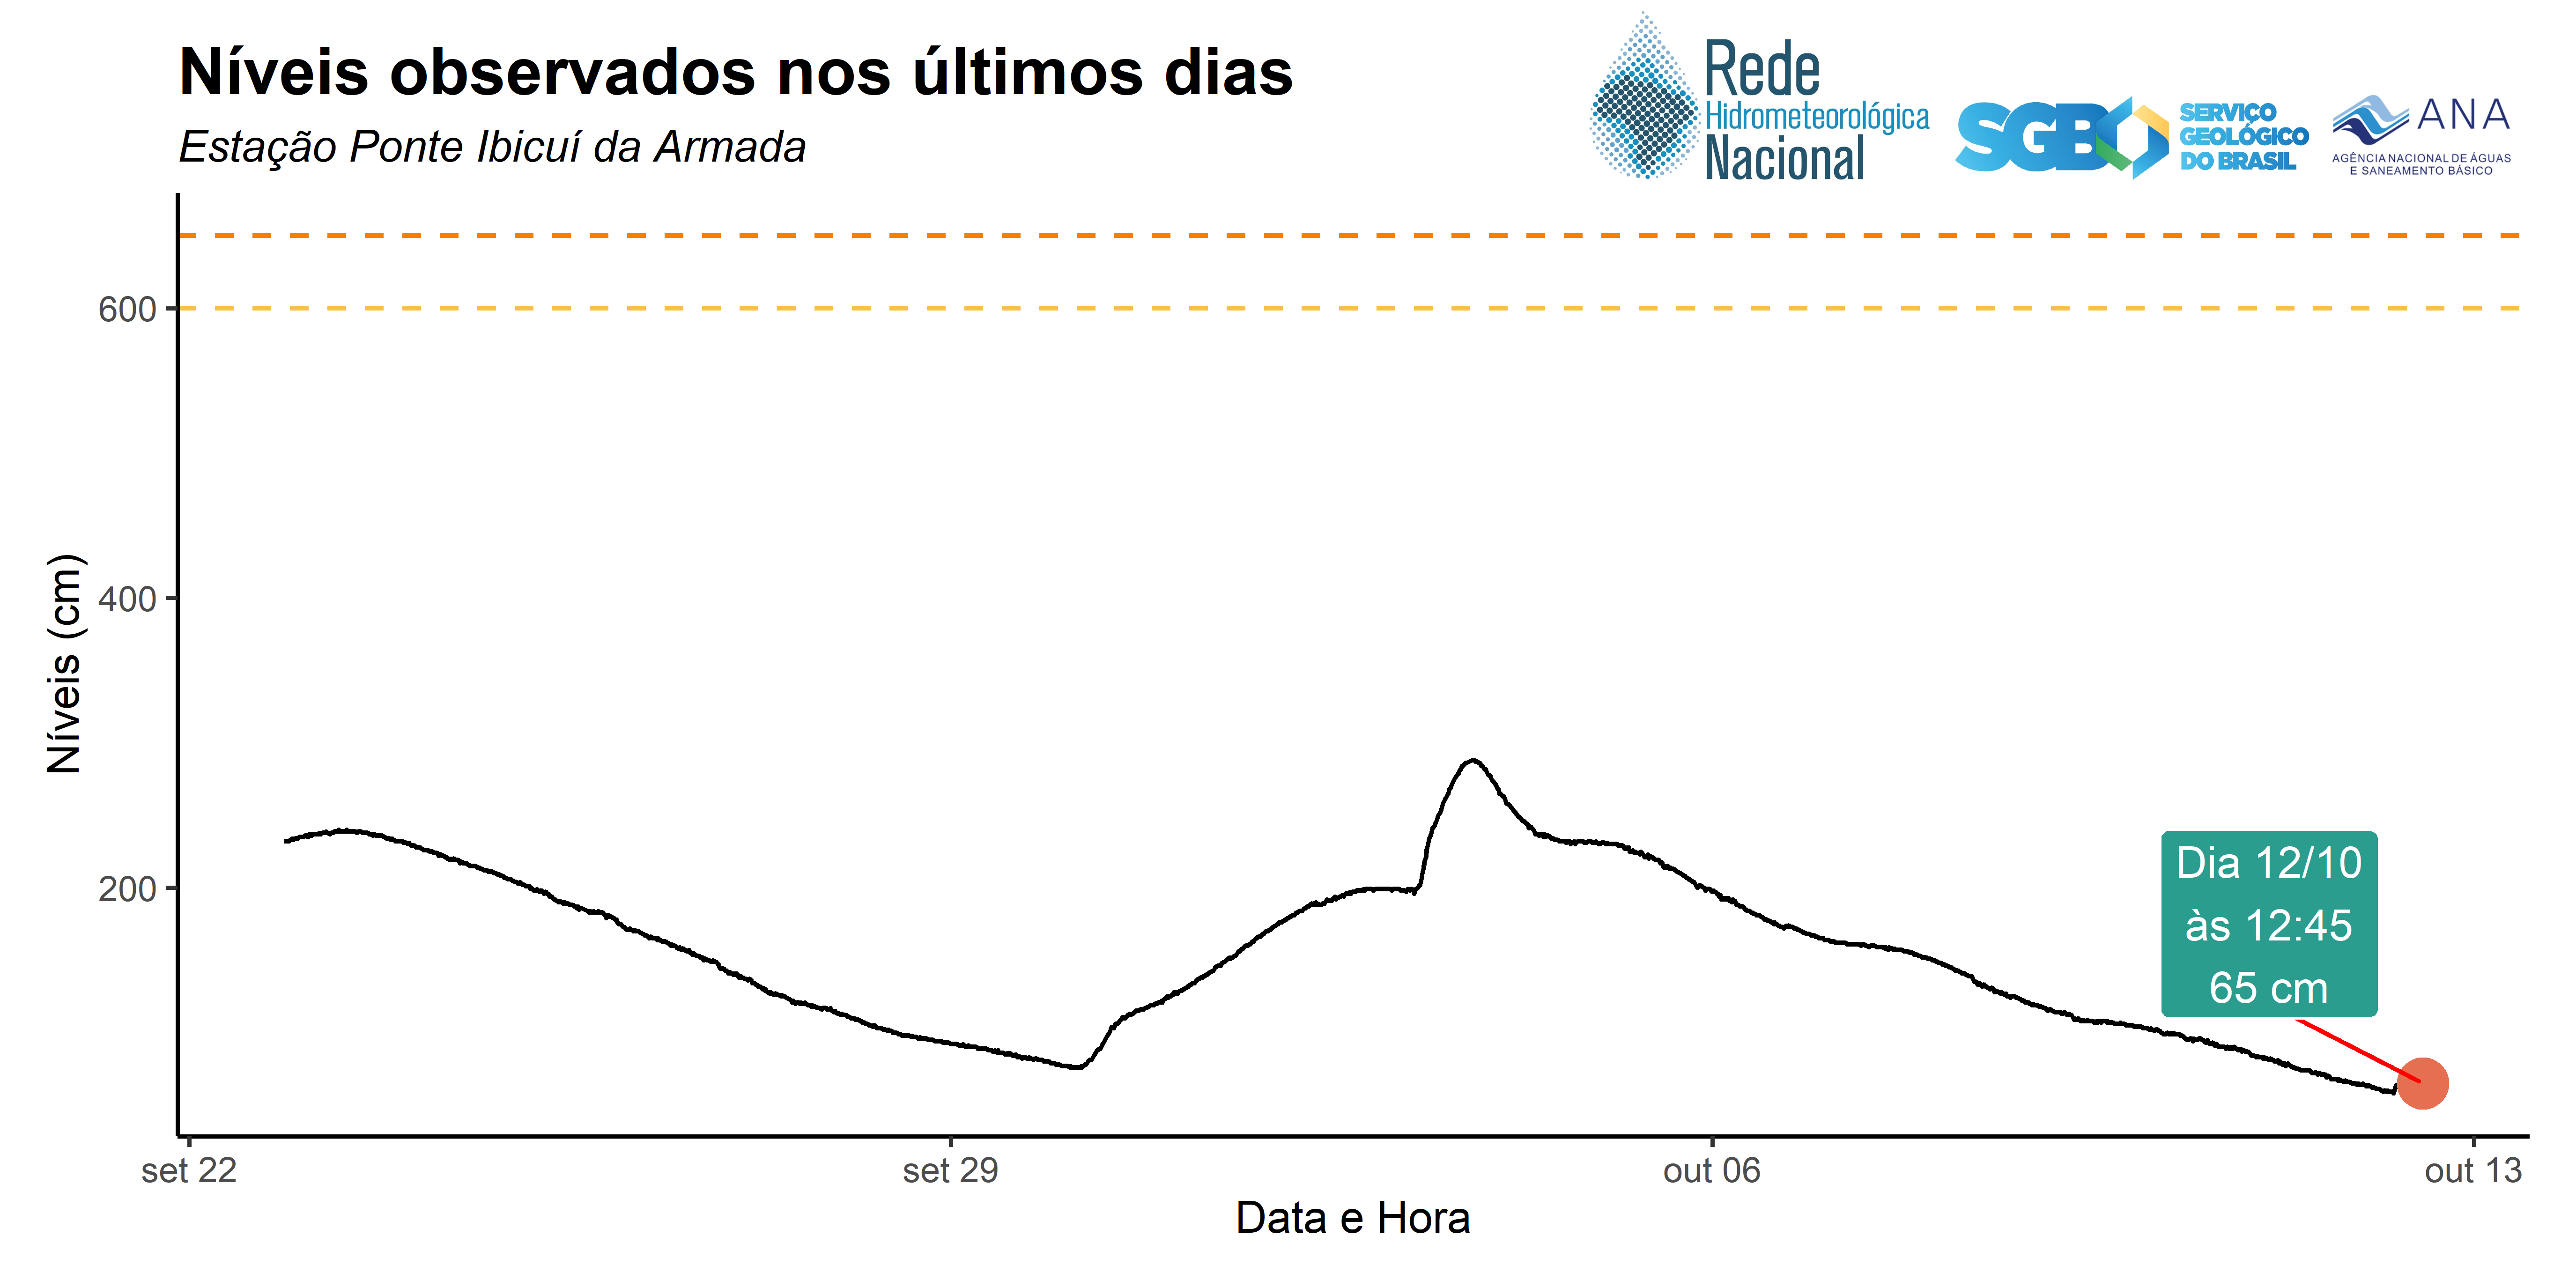 Níveis observados nos últimos dias
Estação Ponte Ibicuí da Armada
Rede
Hidrometeorológica
Nacional
SGB
SERVIÇO
GEOLÓGICO
DO BRASIL
ANA
AGÊNCIA NACIONAL DE ÁGUAS
E SANEAMENTO BÁSICO
Níveis (cm)
600
400
200
Dia 12/10
às 12:45
65 cm
set 22
set 29
out 06
out 13
Data e Hora